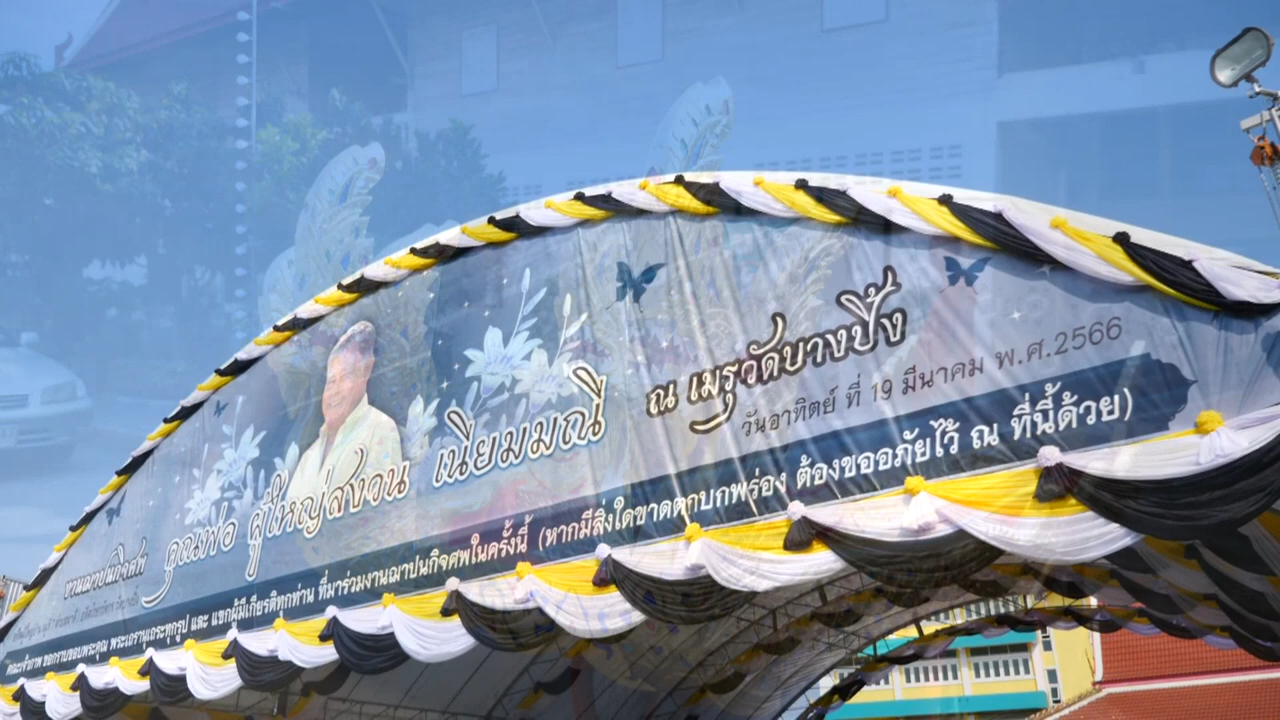 งานฌาปนกิจศพ
คุณพ่อ ผู้ใหญ่สงวน เนียมมณี
ณ เมรุวัดบางปิ้ง
วันอาทิตย์ ที่ 19 มีนาคม พ.ศ.2566
คณะเจ้าภาพ ขอกราบขอบพระคุณ พระเถรานุเถระทุกรูป และ แขกผู้มีเกียรติทุกท่าน ที่มาร่วมงานฌาปนกิจศพในครั้งนี้ (หากมีสิ่งใดขาดตกบกพร่อง ต้องขออภัยไว้ ณ ที่นี้ด้วย)